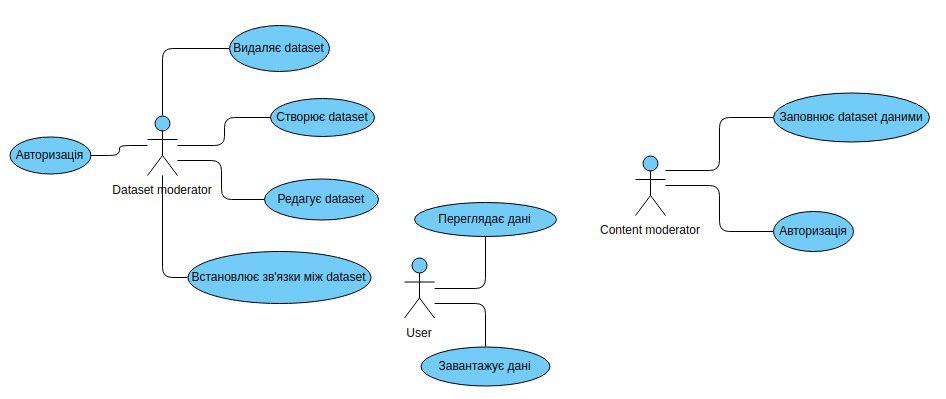 Видаляє dataset
Створює dataset
Авторизація
Dataset moderator
Редагує dataset
Встановлює зв'язки між dataset
Переглядає дані
User
Завантажує дані
Заповнює dataset даними
Content moderator
Авторизація